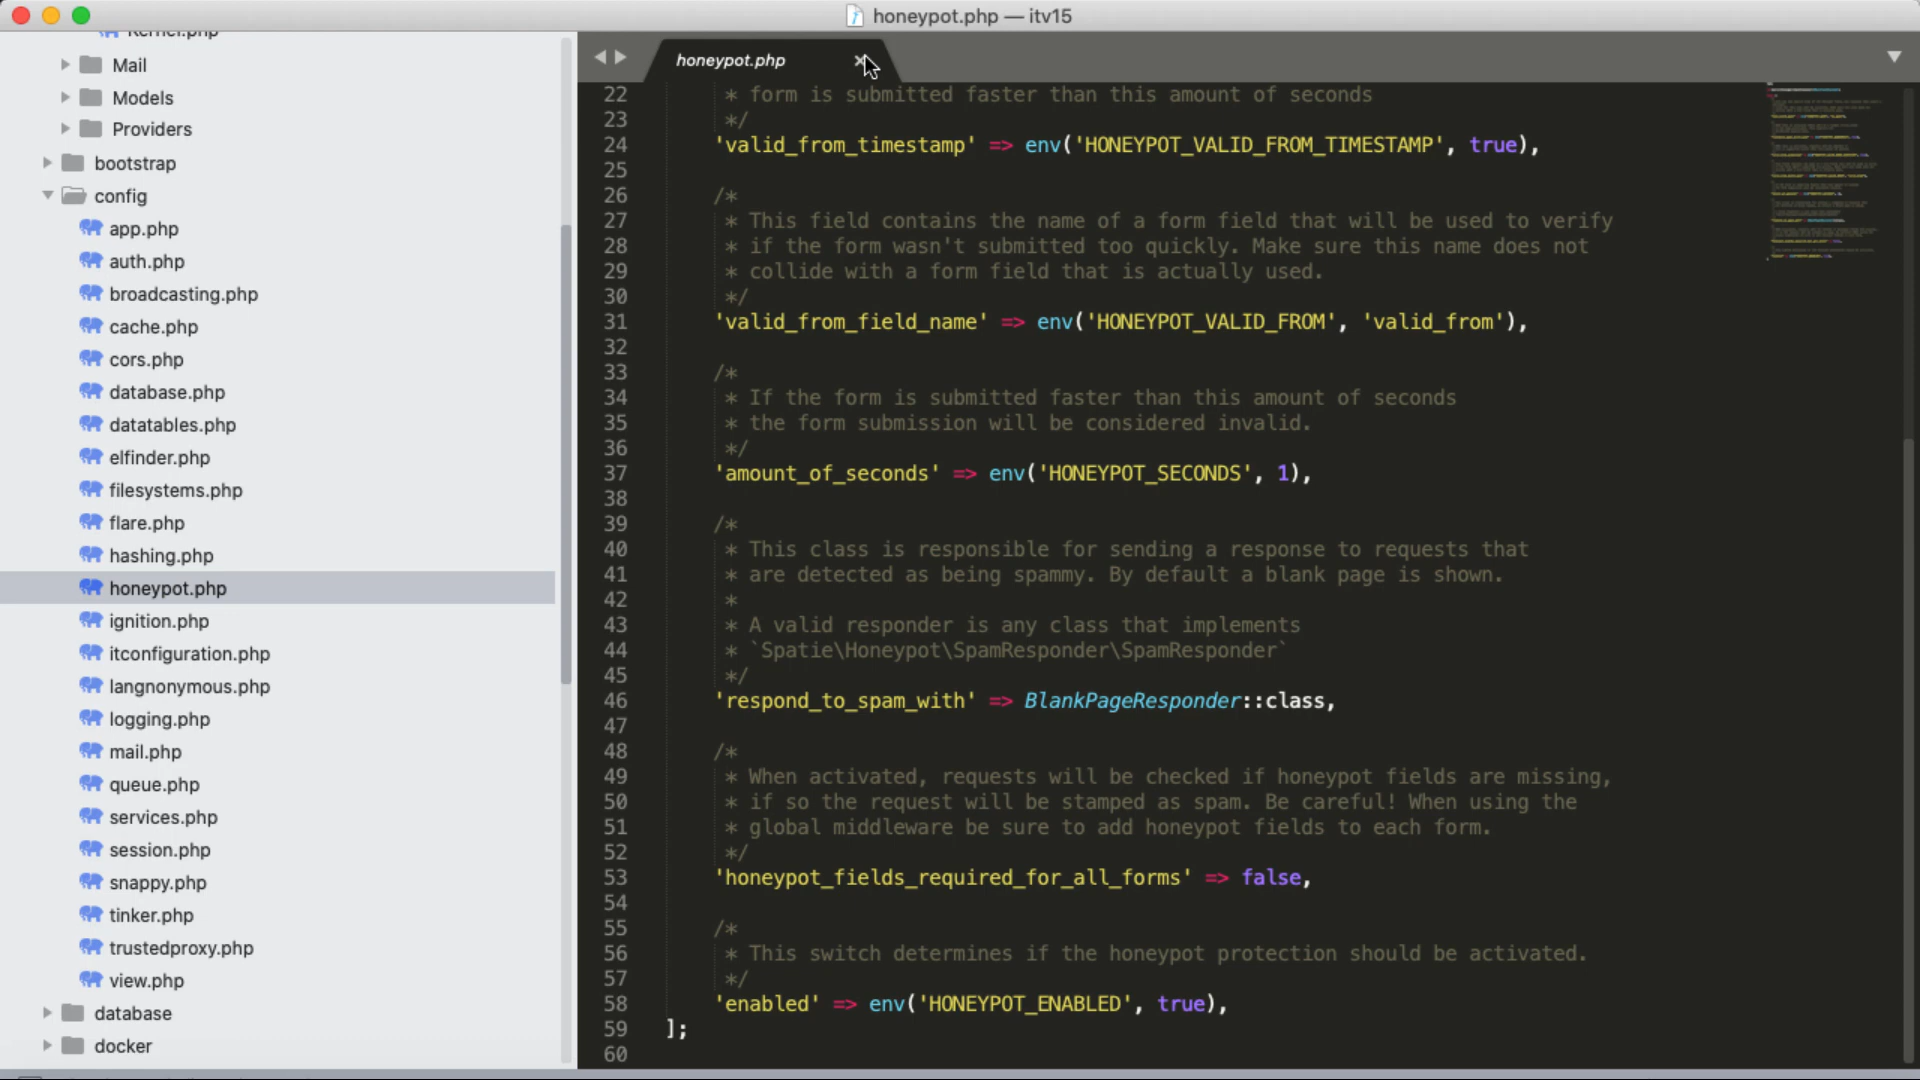 honeypot.php — itv15
Kernel.php
Mail
Models
Providers
bootstrap
config
app.php
auth.php
broadcasting.php
cache.php
cors.php
database.php
datatables.php
elfinder.php
filesystems.php
flare.php
hashing.php
honeypot.php
ignition.php
itconfiguration.php
langnonymous.php
logging.php
mail.php
queue.php
services.php
session.php
snappy.php
tinker.php
trustedproxy.php
view.php
database
docker
honeypot.php
22 * form is submitted faster than this amount of seconds
23 */
24 'valid_from_timestamp' => env('HONEYPOT_VALID_FROM_TIMESTAMP', true),
25
26 /*
27 * This field contains the name of a form field that will be used to verify
28 * if the form wasn't submitted too quickly. Make sure this name does not
29 * collide with a form field that is actually used.
30 */
31 'valid_from_field_name' => env('HONEYPOT_VALID_FROM', 'valid_from'),
32
33 /*
34 * If the form is submitted faster than this amount of seconds
35 * the form submission will be considered invalid.
36 */
37 'amount_of_seconds' => env('HONEYPOT_SECONDS', 1),
38
39 /*
40 * This class is responsible for sending a response to requests that
41 * are detected as being spammy. By default a blank page is shown.
42 *
43 * A valid responder is any class that implements
44 * `Spatie\Honeypot\SpamResponder\SpamResponder`
45 */
46 'respond_to_spam_with' => BlankPageResponder::class,
47
48 /*
49 * When activated, requests will be checked if honeypot fields are missing,
50 * if so the request will be stamped as spam. Be careful! When using the
51 * global middleware be sure to add honeypot fields to each form.
52 */
53 'honeypot_fields_required_for_all_forms' => false,
54
55 /*
56 * This switch determines if the honeypot protection should be activated.
57 */
58 'enabled' => env('HONEYPOT_ENABLED', true),
59 ];
60